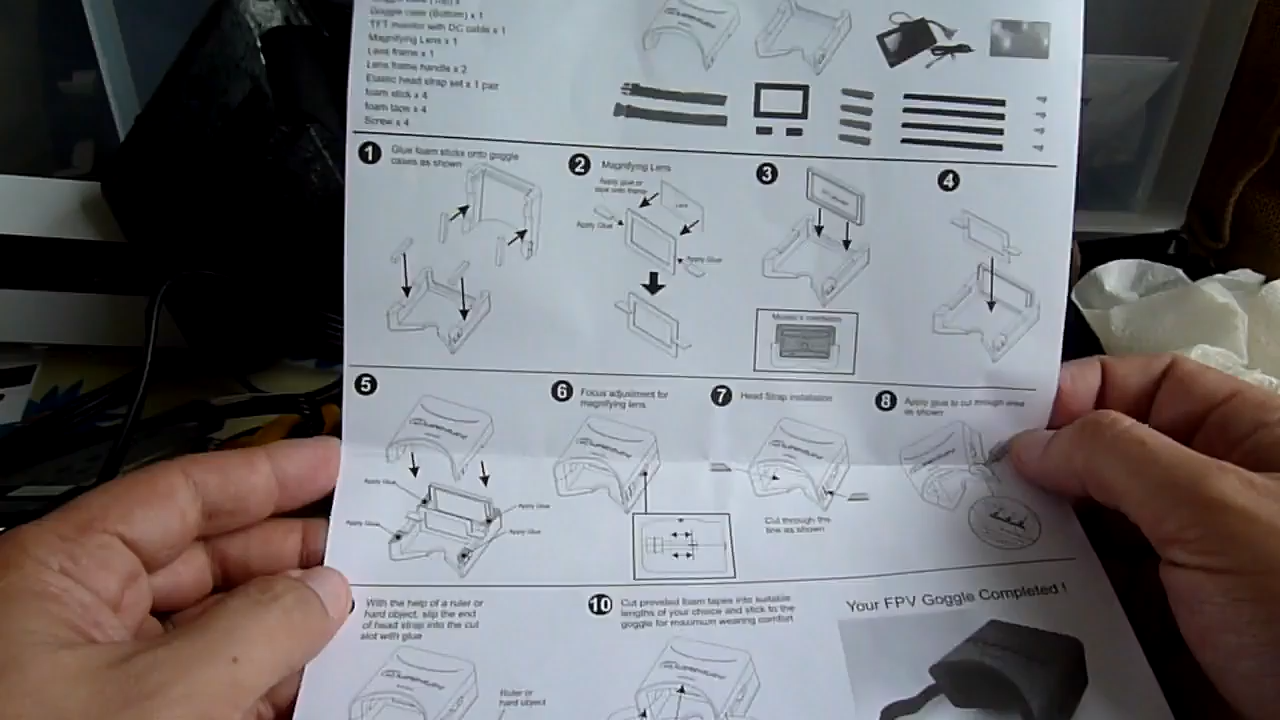 Goggle case (Bottom) x 1
TFT monitor with DC cable x 1
Magnifying Lens x 1
Lens frame x 1
Lens frame handle x 2
Elastic head strap set x 1 pair
foam stick x 4
foam tape x 4
Screw x 4
1 Glue foam sticks onto goggle
cases as shown
2 Magnifying Lens
Apply glue or
Lens
Apply Glue
Apply Glue
3
4
5
Apply Glue
Apply Glue
Apply Glue
Apply Glue
6 Focus adjustment for
magnifying lens
7 Head Strap installation
Cut through the
line as shown
8 Apply glue to cut through area
as shown
With the help of a ruler or
hard object, slip the end
of head strap into the cut
slot with glue
Ruler or
hard object
10 Cut provided foam tapes into suitable
lengths of your choice and stick to the
goggle for maximum wearing comfort
Your FPV Goggle Completed !